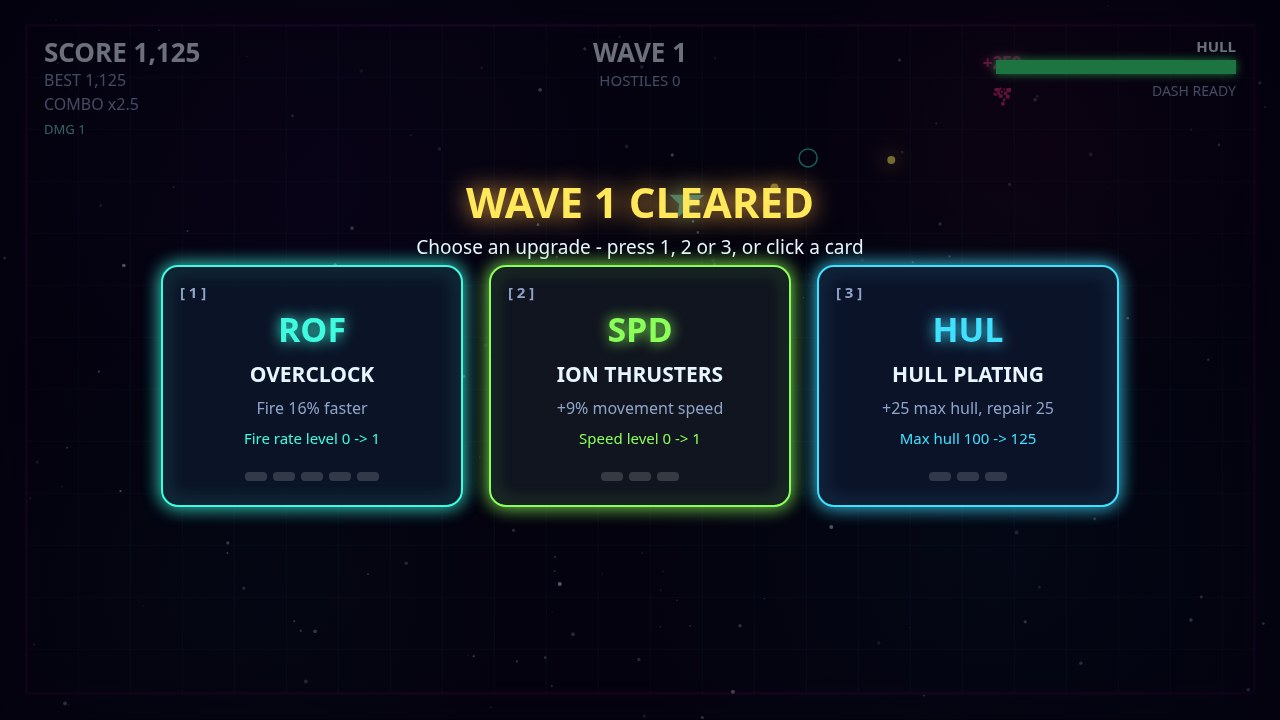 SCORE 1,125
BEST 1,125
COMBO x2.5
DMG 1
WAVE 1
HOSTILES 0
HULL
+250
DASH READY
WAVE 1 CLEARED
Choose an upgrade - press 1, 2 or 3, or click a card
[ 1 ]
ROF
OVERCLOCK
Fire 16% faster
Fire rate level 0 -> 1
[ 2 ]
SPD
ION THRUSTERS
+9% movement speed
Speed level 0 -> 1
[ 3 ]
HUL
HULL PLATING
+25 max hull, repair 25
Max hull 100 -> 125